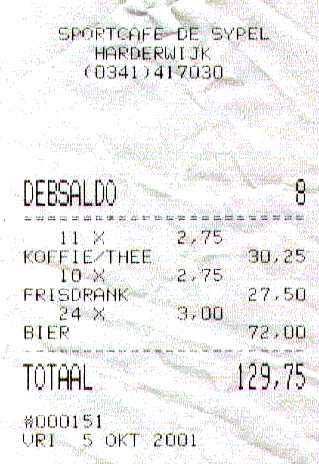 SPORTCAFE DE SYPEL
HARDERWIJK
(0341)417030
DEBSALDO 8
11 X 2,75
KOFFIE/THEE 30,25
10 X 2,75
FRISDRANK 27,50
24 X 3,00
BIER 72,00
TOTAAL 129,75
#000151
VRI 5 OKT 2001